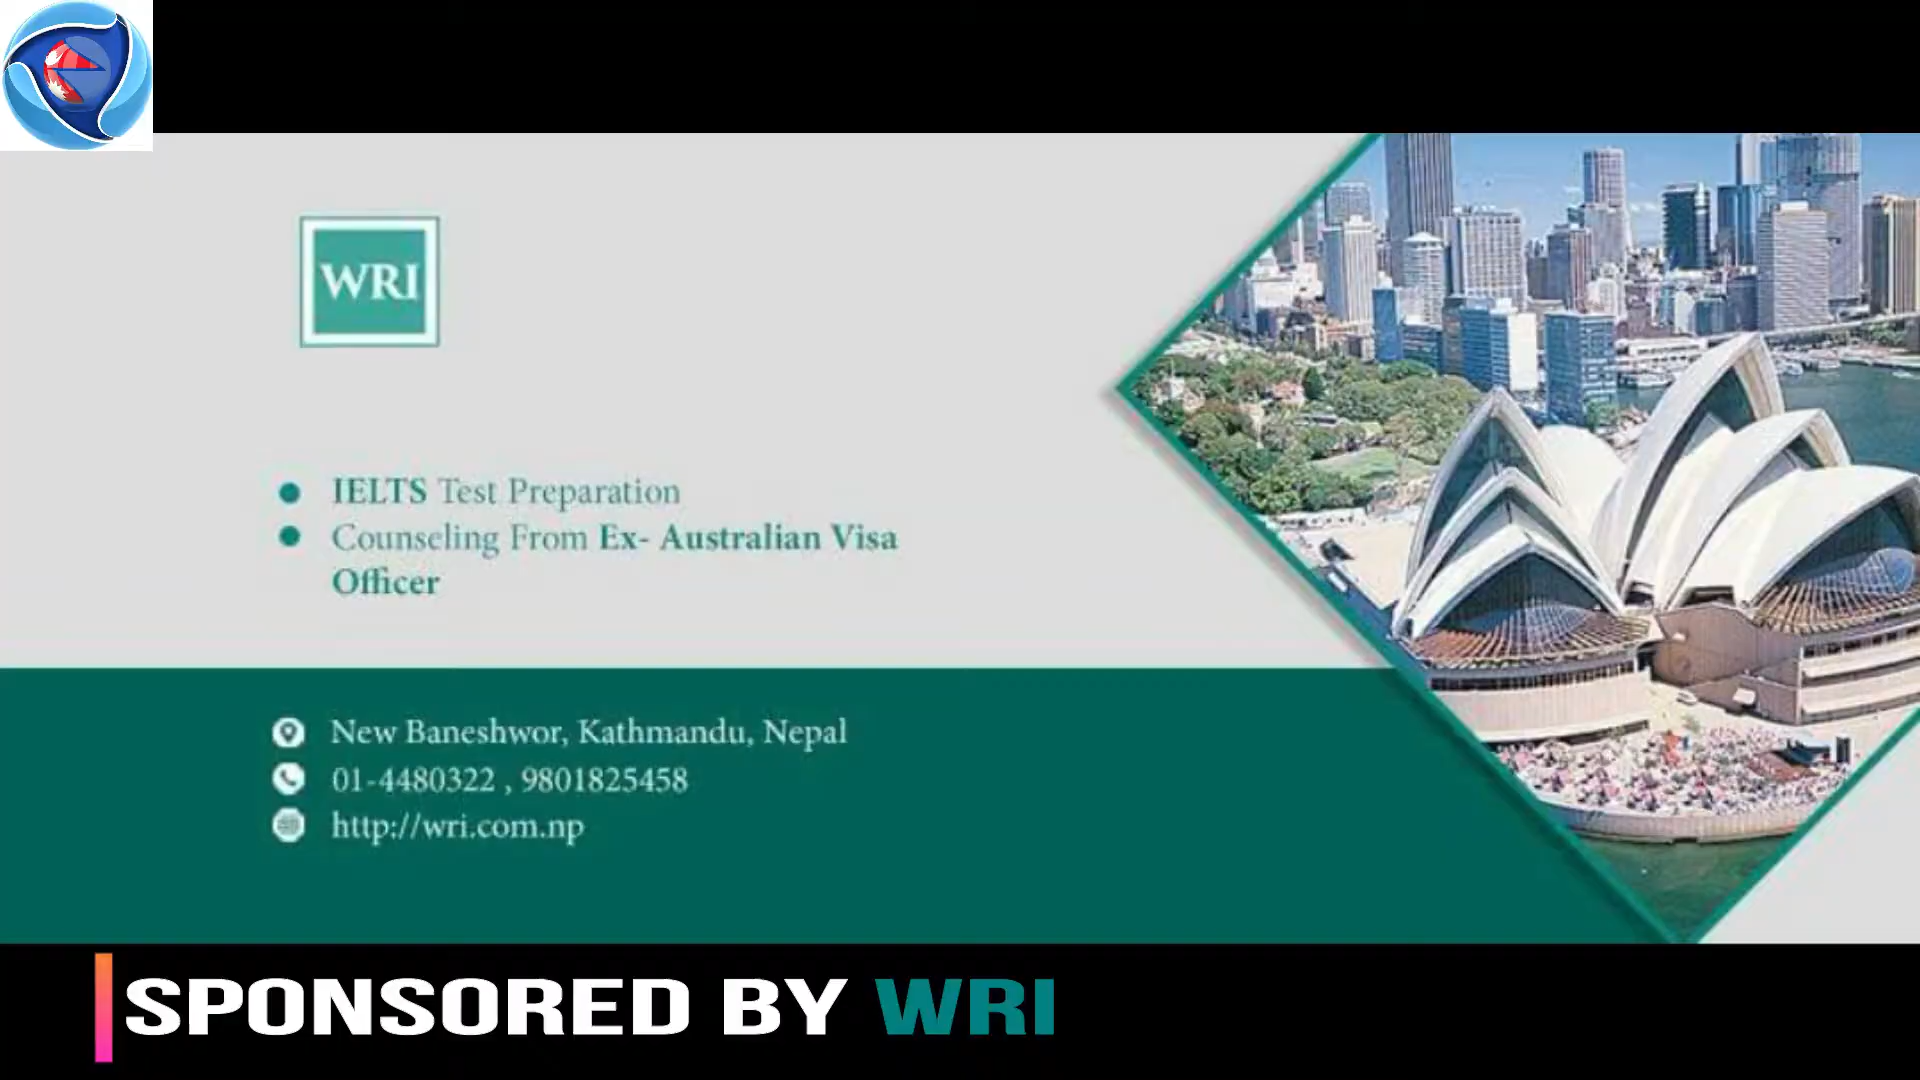 WRI
IELTS Test Preparation
Counseling From Ex- Australian Visa
Officer
New Baneshwor, Kathmandu, Nepal
01-4480322 , 9801825458
http://wri.com.np
SPONSORED BY WRI